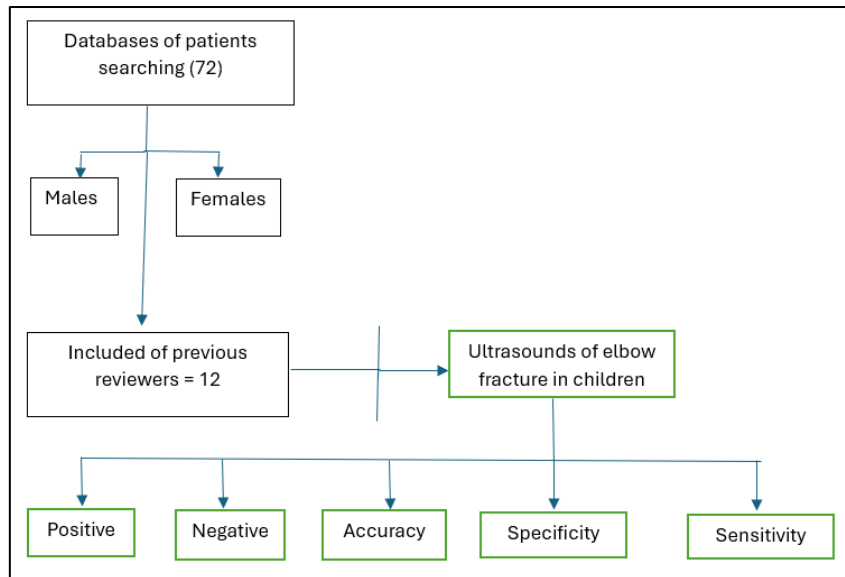 Databases of patients
searching (72)
Males
Females
Included of previous
reviewers = 12
Ultrasounds of elbow
fracture in children
Positive
Negative
Accuracy
Specificity
Sensitivity